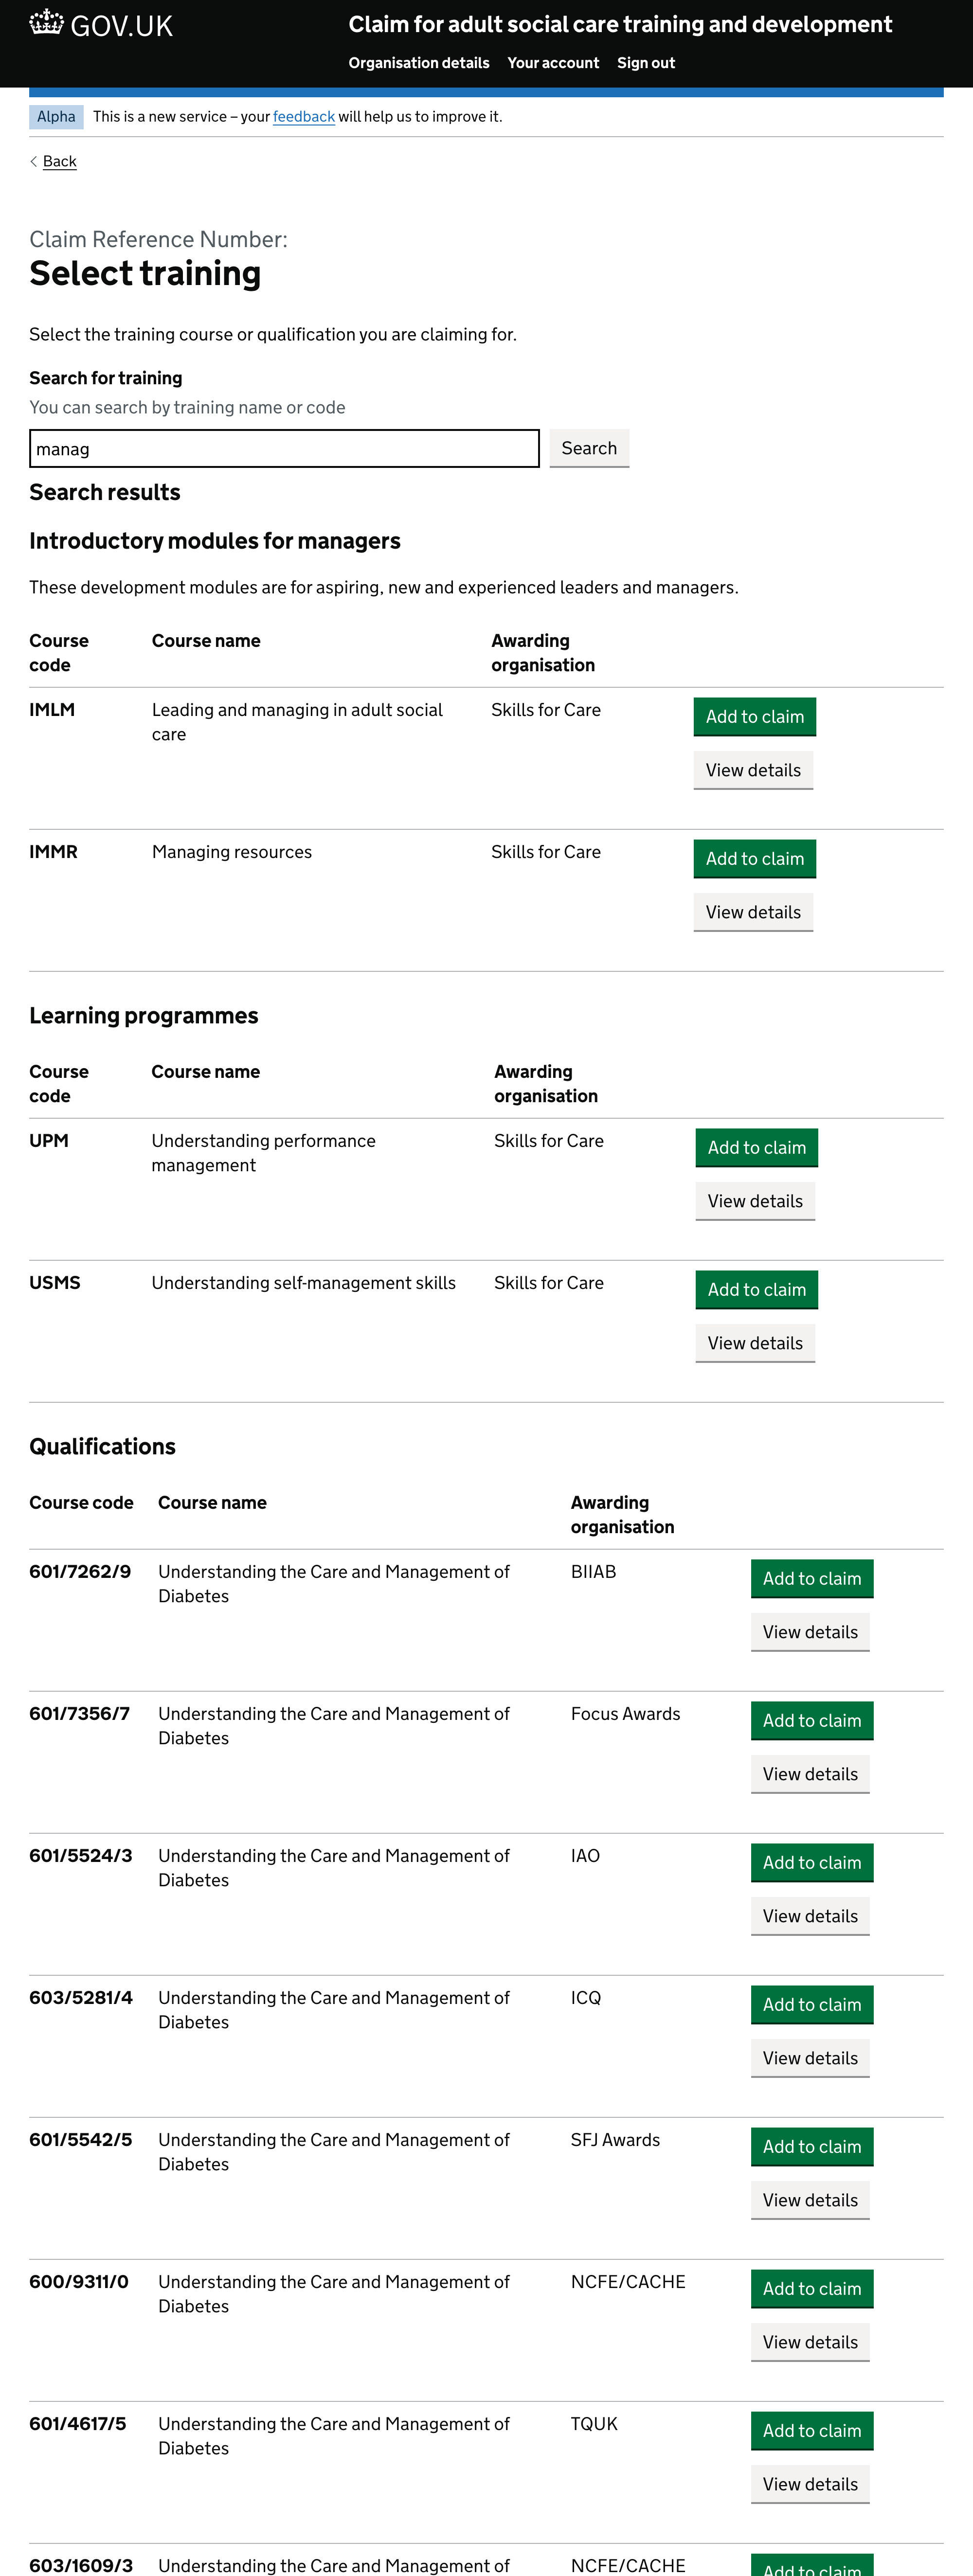 GOV.UK
Claim for adult social care training and development
Organisation details Your account Sign out
Alpha This is a new service – your feedback will help us to improve it.
Back
Claim Reference Number:
Select training
Select the training course or qualification you are claiming for.
Search for training
You can search by training name or code
manag Search
Search results
Introductory modules for managers
These development modules are for aspiring, new and experienced leaders and managers.
Course Course name Awarding
code organisation
IMLM Leading and managing in adult social Skills for Care Add to claim
care
View details
IMMR Managing resources Skills for Care Add to claim
View details
Learning programmes
Course Course name Awarding
code organisation
UPM Understanding performance Skills for Care Add to claim
management
View details
USMS Understanding self-management skills Skills for Care Add to claim
View details
Qualifications
Course code Course name Awarding
organisation
601/7262/9 Understanding the Care and Management of BIIAB Add to claim
Diabetes
View details
601/7356/7 Understanding the Care and Management of Focus Awards Add to claim
Diabetes
View details
601/5524/3 Understanding the Care and Management of IAO Add to claim
Diabetes
View details
603/5281/4 Understanding the Care and Management of ICQ Add to claim
Diabetes
View details
601/5542/5 Understanding the Care and Management of SFJ Awards Add to claim
Diabetes
View details
600/9311/0 Understanding the Care and Management of NCFE/CACHE Add to claim
Diabetes
View details
601/4617/5 Understanding the Care and Management of TQUK Add to claim
Diabetes
View details
603/1609/3 Understanding the Care and Management of NCFE/CACHE Add to claim